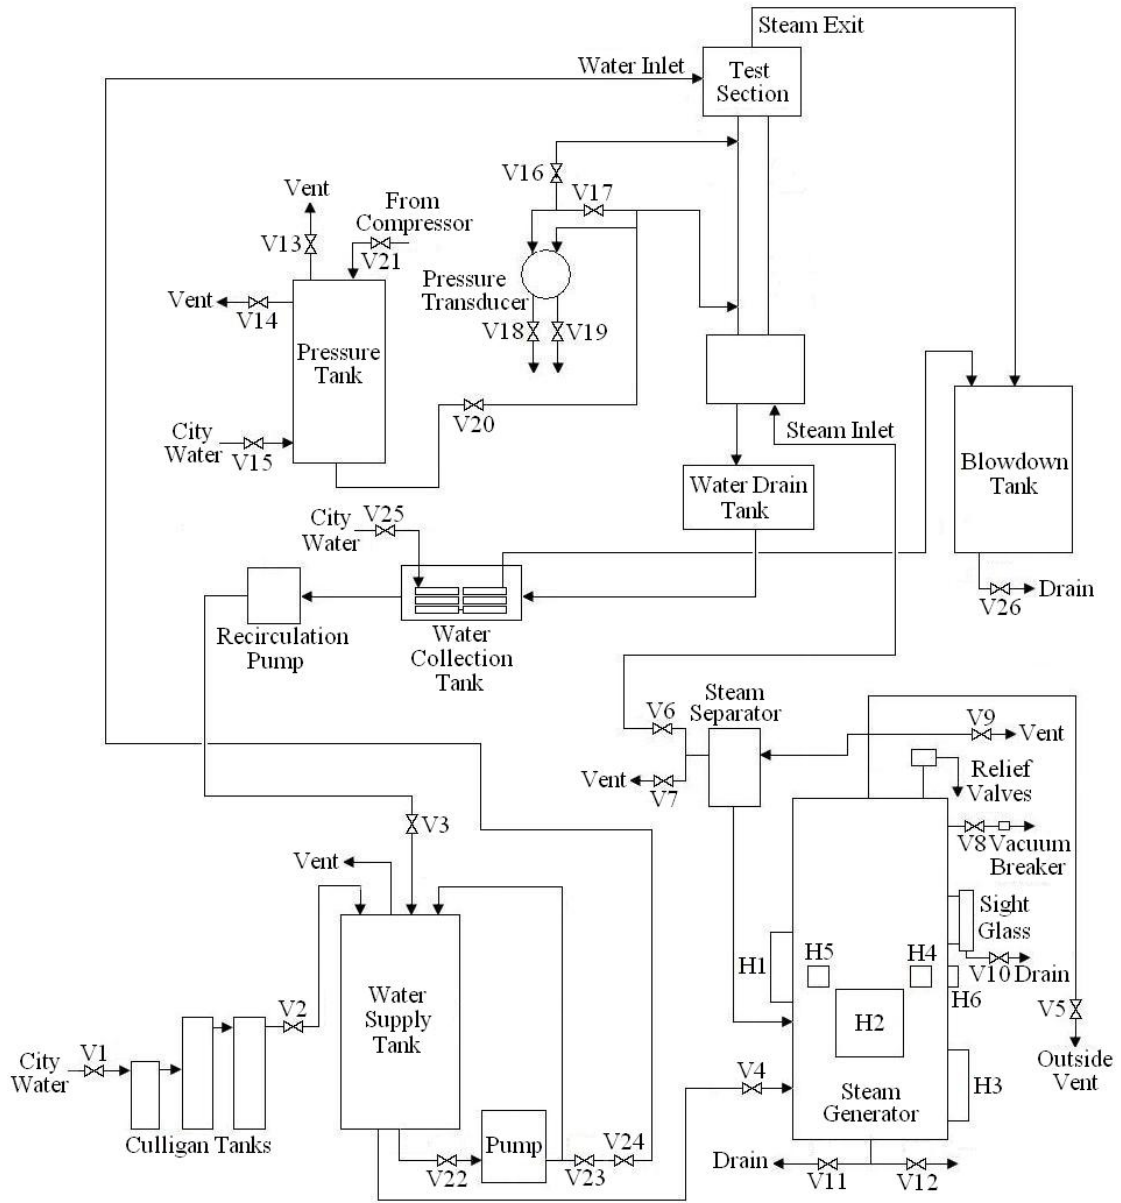 Steam Exit
Water Inlet
Test
Section
V16
V17
Vent
From
Compressor
V13
V21
Pressure
Transducer
Vent
V14
V18
V19
Pressure
Tank
V20
City
Water
V15
Steam Inlet
Blowdown
Tank
Water Drain
Tank
City
Water
V25
Drain
V26
Recirculation
Pump
Water
Collection
Tank
Steam
Separator
V6
V9
Vent
Vent
V7
Relief
Valves
V3
V8
Vacuum
Breaker
Vent
Sight
Glass
H1
H5
H4
V10
Drain
H6
Water
Supply
Tank
V2
H2
V5
City
Water
V1
V4
Outside
Vent
H3
Steam
Generator
Culligan Tanks
Pump
V22
V23
V24
Drain
V11
V12